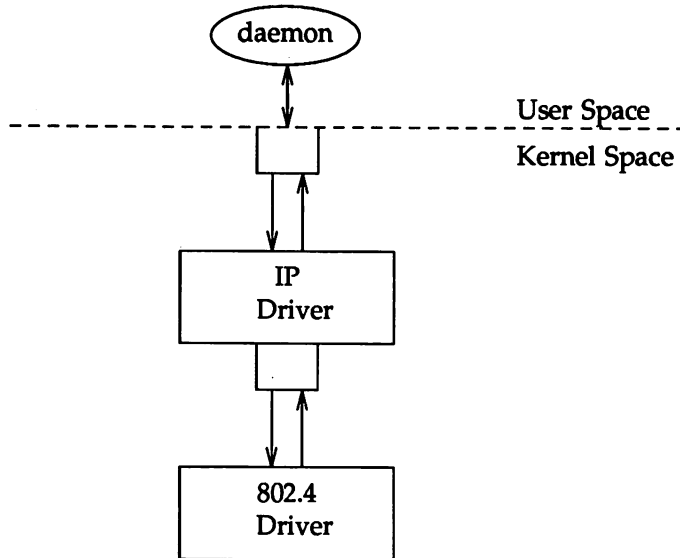 daemon
User Space
Kernel Space
IP
Driver
802.4
Driver